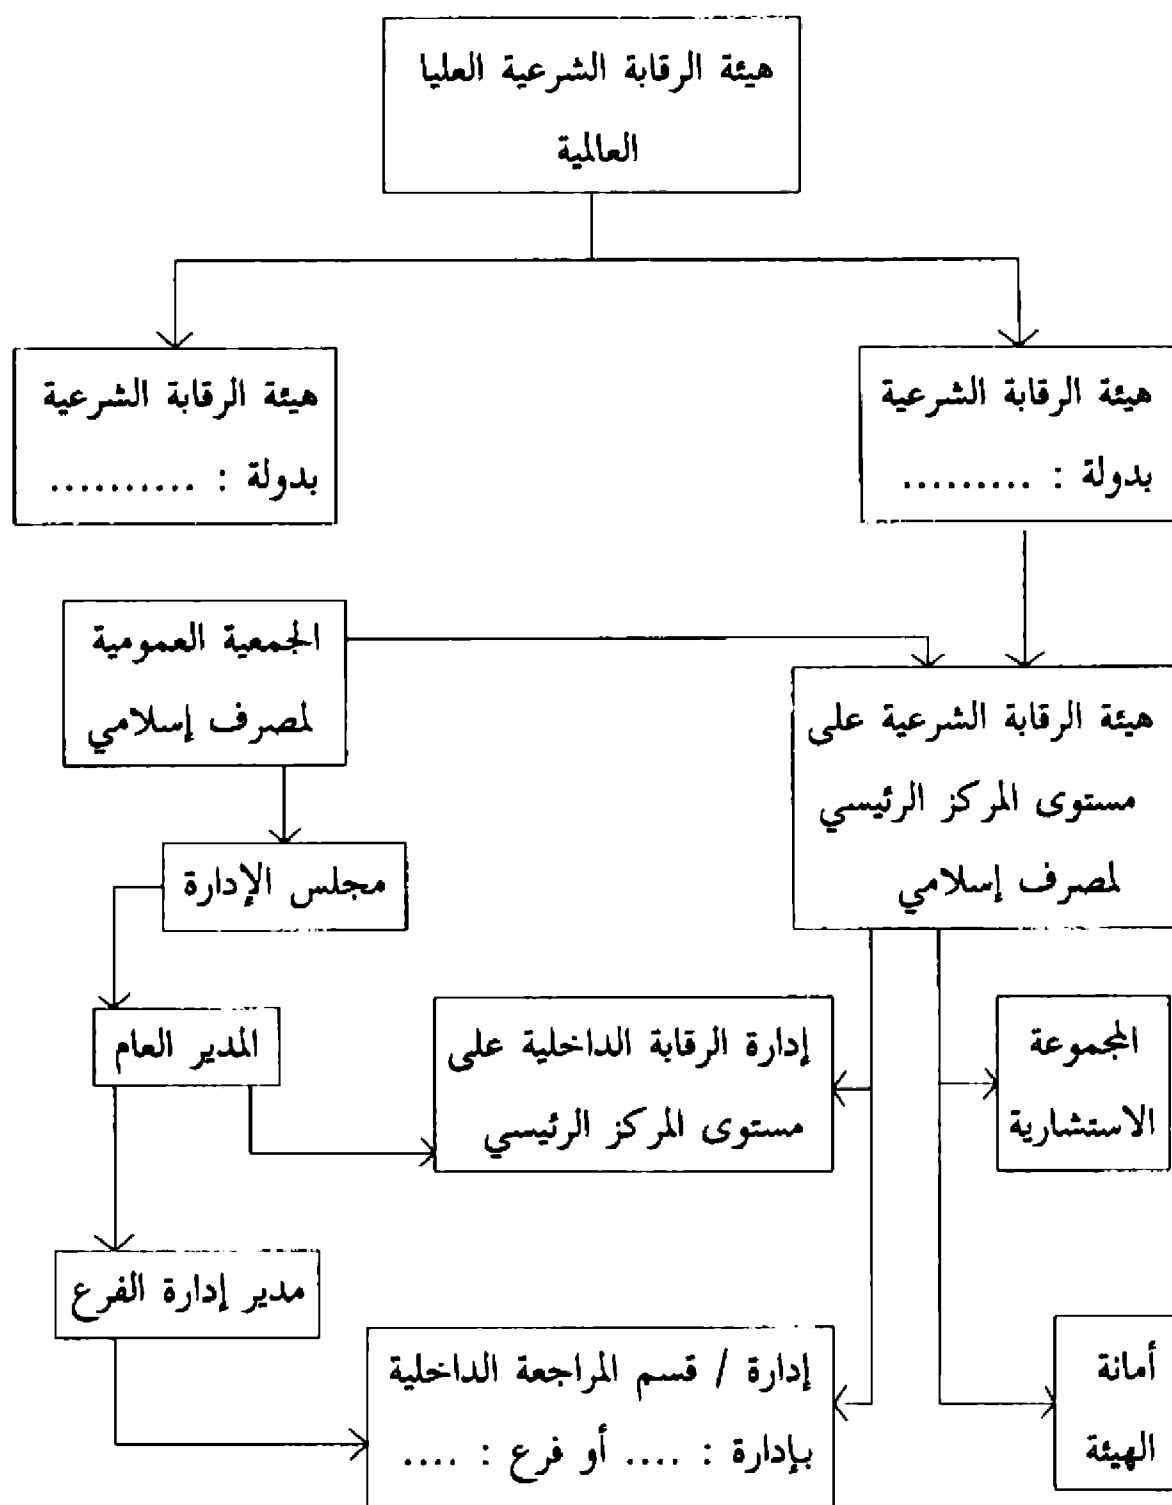 هيئة الرقابة الشرعية العليا
العالمية
هيئة الرقابة الشرعية
بدولة : .........
هيئة الرقابة الشرعية
بدولة : ..........
الجمعية العمومية
لمصرف إسلامي
هيئة الرقابة الشرعية على
مستوى المركز الرئيسي
لمصرف إسلامي
مجلس الإدارة
المجموعة
الاستشارية
إدارة الرقابة الداخلية على
مستوى المركز الرئيسي
المدير العام
مدير إدارة الفرع
أمانة
الهيئة
إدارة / قسم المراجعة الداخلية
بإدارة : .... أو فرع : ....